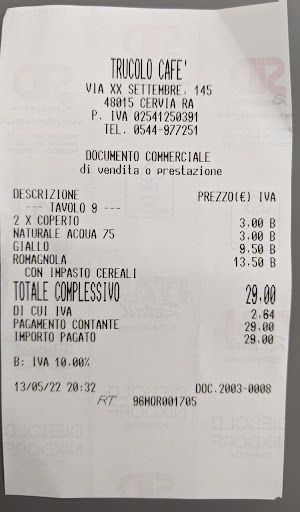 TRUCOLO CAFE'
VIA XX SETTEMBRE, 145
48015 CERVIA RA
P. IVA 02541250391
TEL. 0544-977251
DOCUMENTO COMMERCIALE
di vendita o prestazione
DESCRIZIONE PREZZO(€) IVA
--- TAVOLO 9 ---
2 X COPERTO 3.00 B
NATURALE ACQUA 75 3.00 B
GIALLO 9.50 B
ROMAGNOLA 13.50 B
CON IMPASTO CEREALI
TOTALE COMPLESSIVO 29.00
DI CUI IVA 2.64
PAGAMENTO CONTANTE 29.00
IMPORTO PAGATO 29.00
B: IVA 10.00%
13/05/22 20:32 DOC.2003-0008
RT 96MOR001705
DIEBOLD
NIXDORF